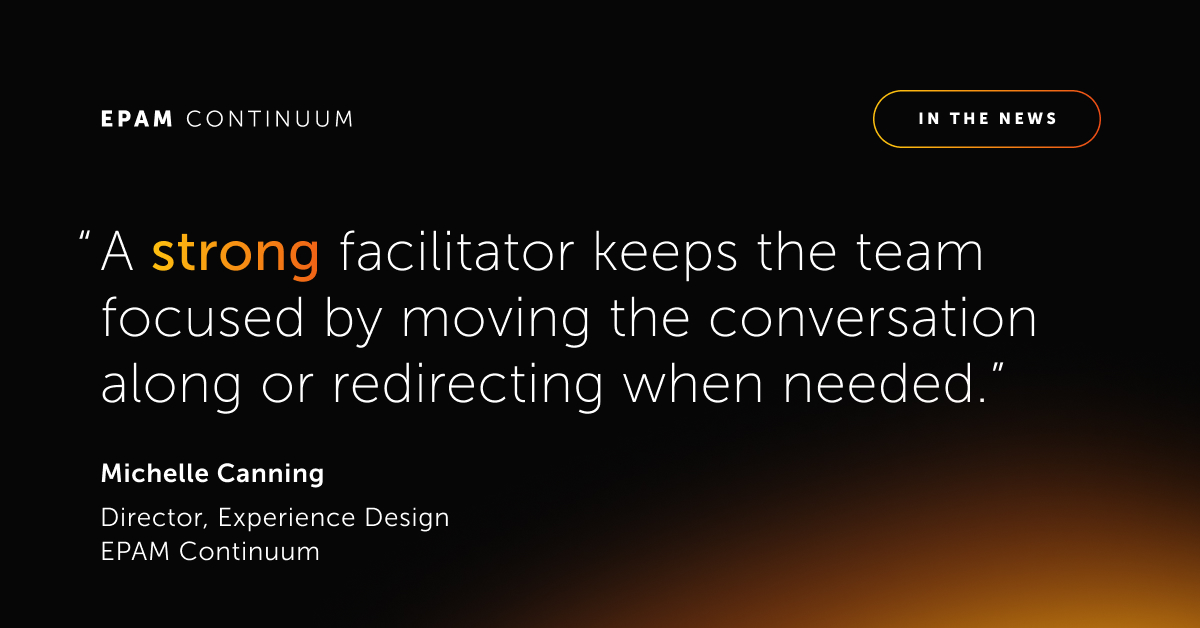 EPAM CONTINUUM
IN THE NEWS
“A strong facilitator keeps the team
focused by moving the conversation
along or redirecting when needed.”
Michelle Canning
Director, Experience Design
EPAM Continuum